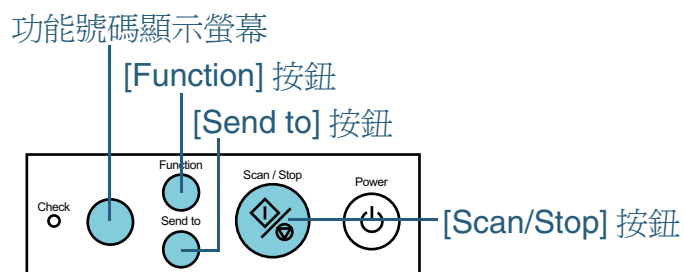 功能號碼顯示螢幕
[Function] 按鈕
[Send to] 按鈕
Function
Scan / Stop
Power
Check
Send to
[Scan/Stop] 按鈕